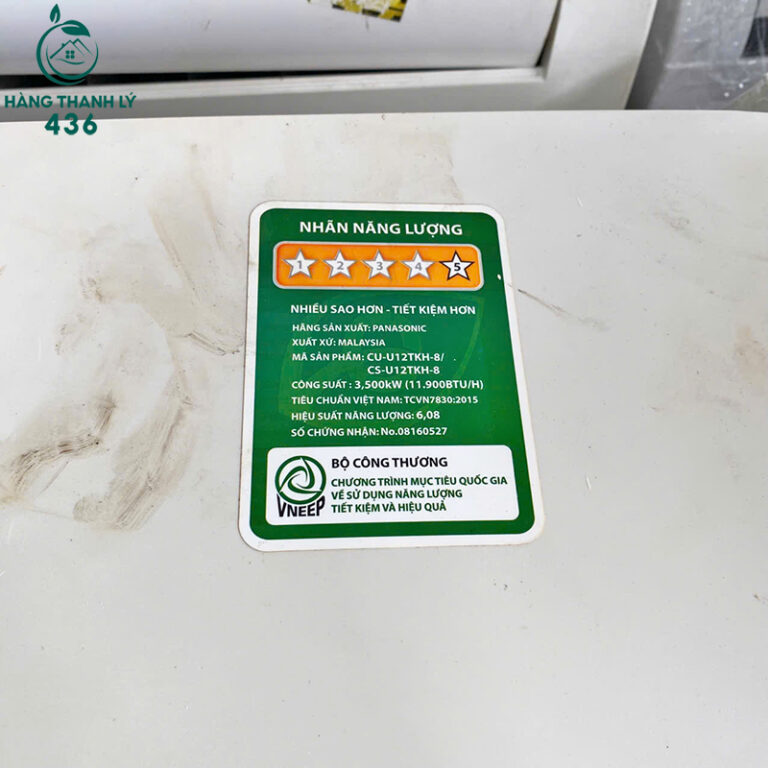 HÀNG THANH LÝ
436
NHÃN NĂNG LƯỢNG
1 2 3 4 5
NHIỀU SAO HƠN - TIẾT KIỆM HƠN
HÃNG SẢN XUẤT: PANASONIC
XUẤT XỨ: MALAYSIA
MÃ SẢN PHẨM: CU-U12TKH-8/
CS-U12TKH-8
CÔNG SUẤT : 3,500kW (11.900BTU/H)
TIÊU CHUẨN VIỆT NAM: TCVN7830:2015
HIỆU SUẤT NĂNG LƯỢNG: 6,08
SỐ CHỨNG NHẬN: No.08160527
BỘ CÔNG THƯƠNG
CHƯƠNG TRÌNH MỤC TIÊU QUỐC GIA
VỀ SỬ DỤNG NĂNG LƯỢNG
TIẾT KIỆM VÀ HIỆU QUẢ
VNEEP